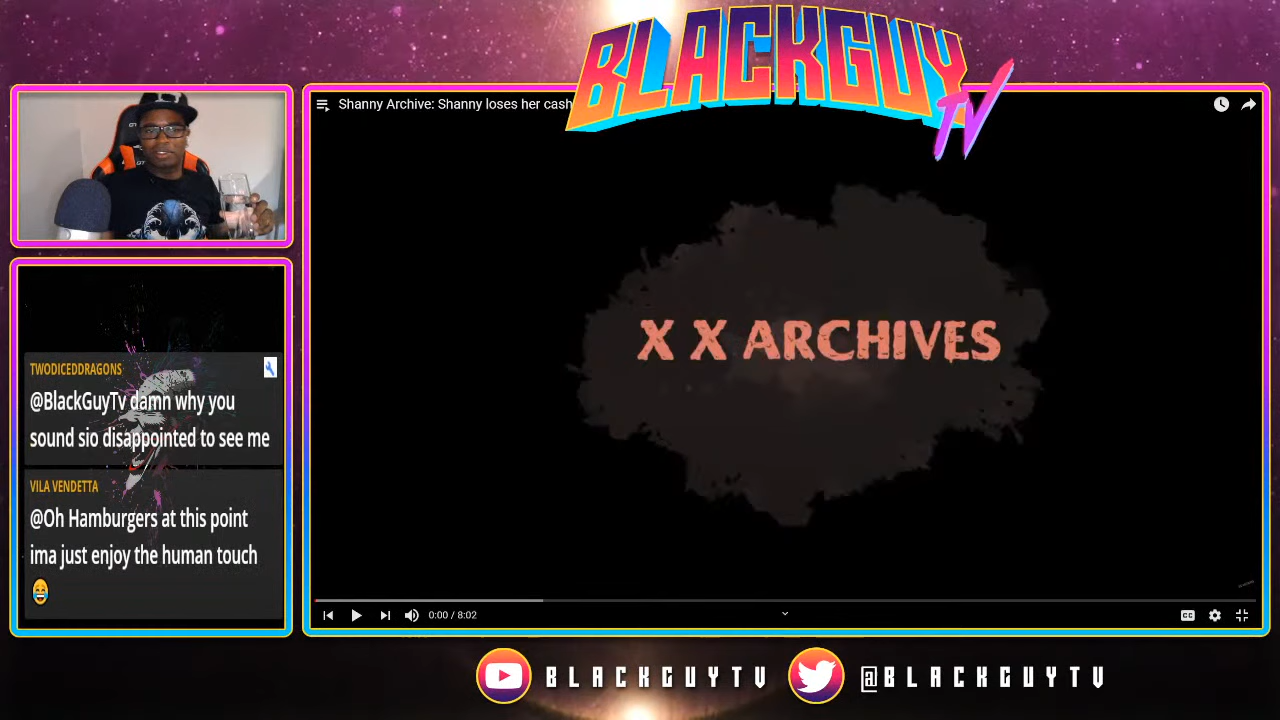 BLACKGUY
TV
Shanny Archive: Shanny loses her cash
X X ARCHIVES
TWODICEDDRAGONS
@BlackGuyTv damn why you
sound sio disappointed to see me
VILA VENDETTA
@Oh Hamburgers at this point
ima just enjoy the human touch
😂
0:00 / 8:02
CC
BLACKGUYTV
@BLACKGUYTV